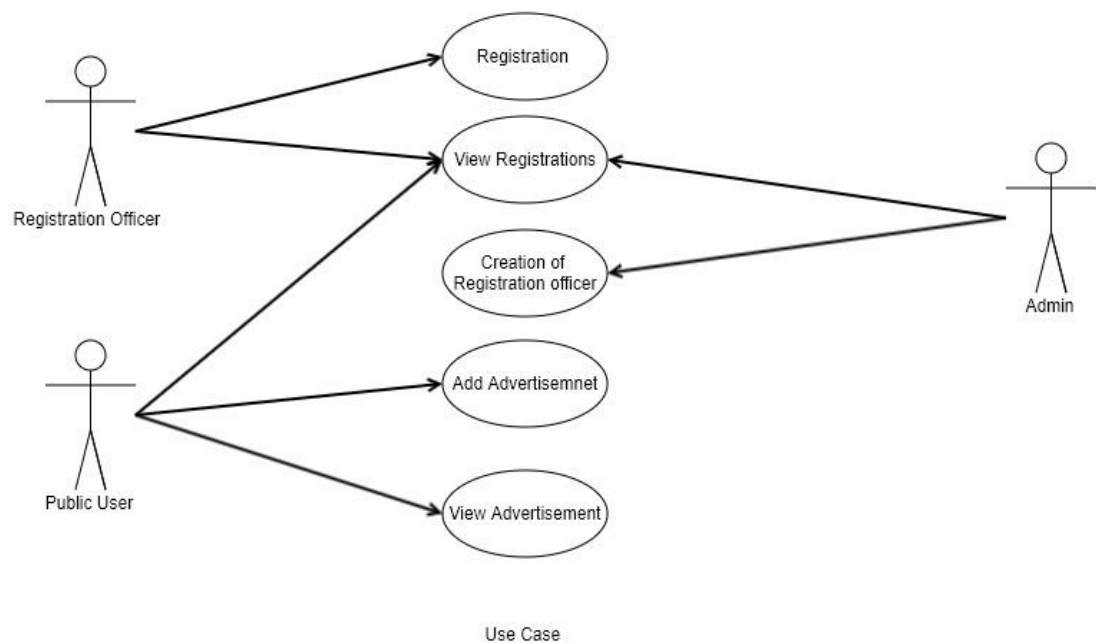 Registration
View Registrations
Registration Officer
Creation of
Registration officer
Admin
Add Advertisemnet
Public User
View Advertisement
Use Case